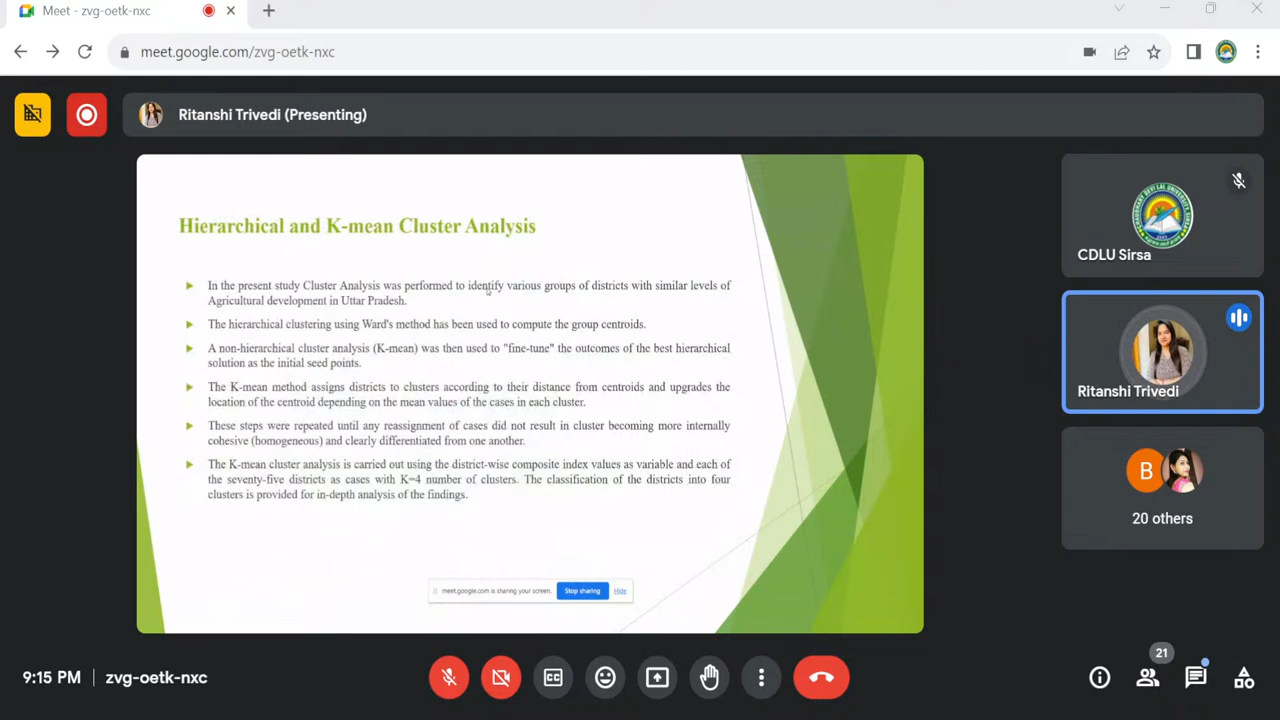 Meet - zvg-oetk-nxc
meet.google.com/zvg-oetk-nxc
Ritanshi Trivedi (Presenting)
Hierarchical and K-mean Cluster Analysis
In the present study Cluster Analysis was performed to identify various groups of districts with similar levels of
Agricultural development in Uttar Pradesh.
The hierarchical clustering using Ward's method has been used to compute the group centroids.
A non-hierarchical cluster analysis (K-mean) was then used to "fine-tune" the outcomes of the best hierarchical
solution as the initial seed points.
The K-mean method assigns districts to clusters according to their distance from centroids and upgrades the
location of the centroid depending on the mean values of the cases in each cluster.
These steps were repeated until any reassignment of cases did not result in cluster becoming more internally
cohesive (homogeneous) and clearly differentiated from one another.
The K-mean cluster analysis is carried out using the district-wise composite index values as variable and each of
the seventy-five districts as cases with K=4 number of clusters. The classification of the districts into four
clusters is provided for in-depth analysis of the findings.
meet.google.com is sharing your screen. Stop sharing Hide
CDLU Sirsa
Ritanshi Trivedi
B
20 others
9:15 PM zvg-oetk-nxc
21